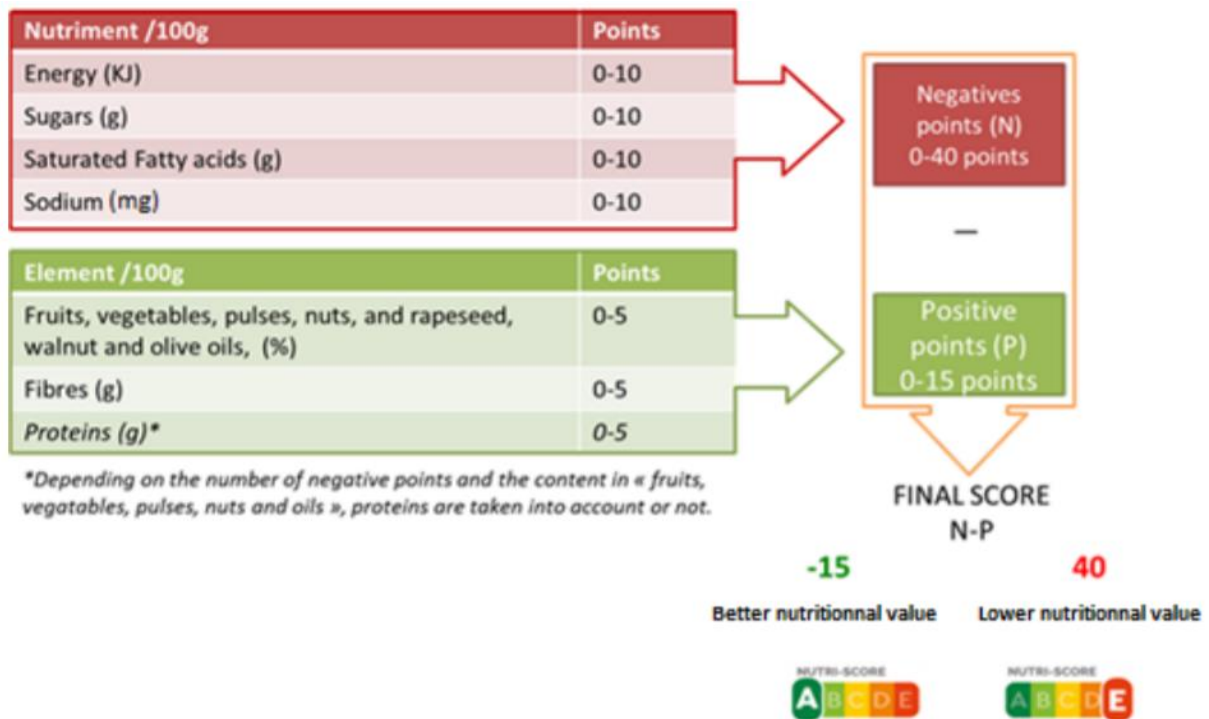 Nutriment /100g Points
Energy (KJ) 0-10
Sugars (g) 0-10
Saturated Fatty acids (g) 0-10
Sodium (mg) 0-10
Negatives
points (N)
0-40 points
–
Element /100g Points
Fruits, vegetables, pulses, nuts, and rapeseed, 0-5
walnut and olive oils, (%)
Fibres (g) 0-5
Proteins (g)* 0-5
Positive
points (P)
0-15 points
*Depending on the number of negative points and the content in « fruits,
vegatables, pulses, nuts and oils », proteins are taken into account or not.
FINAL SCORE
N-P
-15 40
Better nutritionnal value Lower nutritionnal value
NUTRI-SCORE NUTRI-SCORE
A B C D E A B C D E